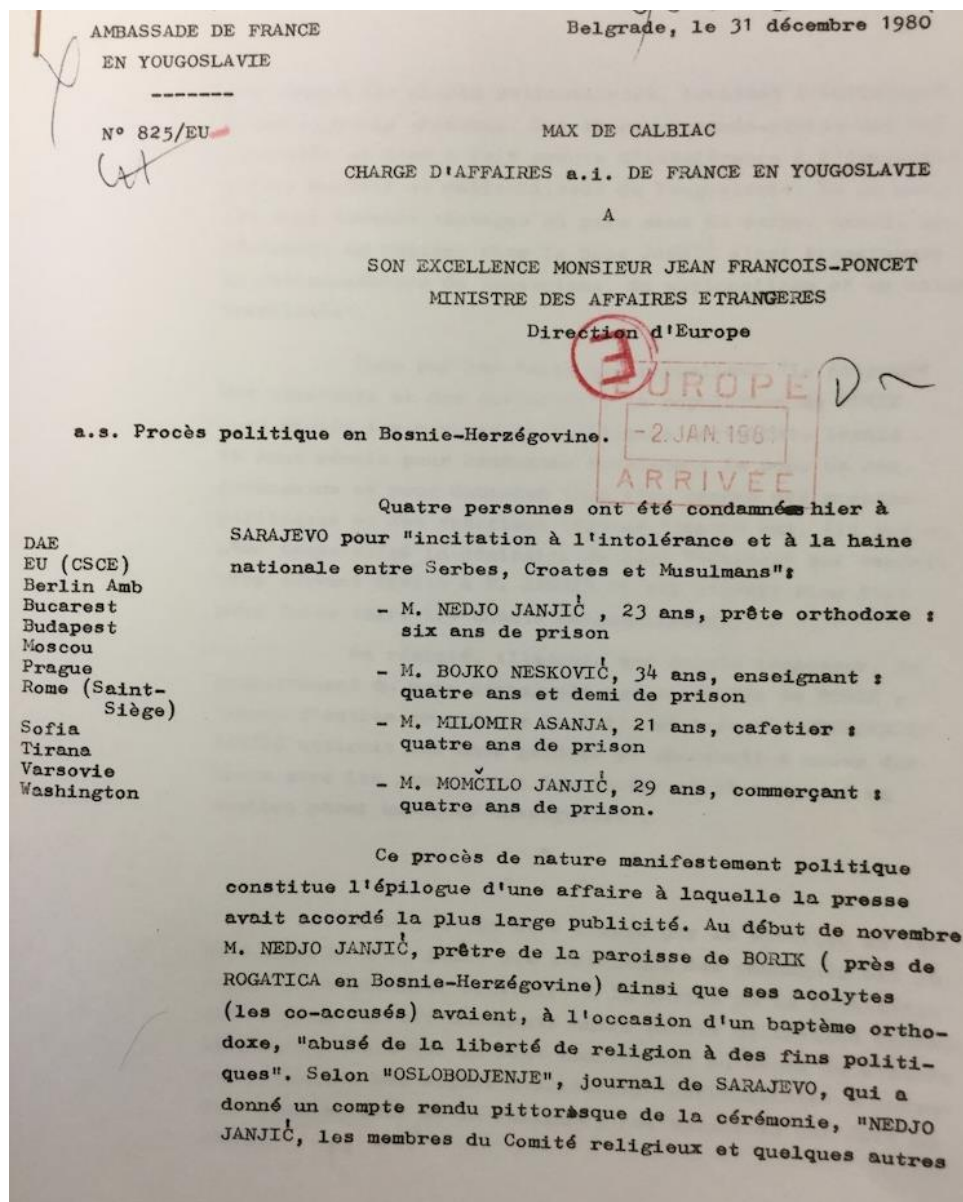 AMBASSADE DE FRANCE
EN YOUGOSLAVIE
-------
N° 825/EU
Belgrade, le 31 décembre 1980
MAX DE CALBIAC
CHARGE D'AFFAIRES a.i. DE FRANCE EN YOUGOSLAVIE
A
SON EXCELLENCE MONSIEUR JEAN FRANCOIS-PONCET
MINISTRE DES AFFAIRES ETRANGERES
Direction d'Europe
E
EUROPE
-2. JAN. 1981
ARRIVÉE
a.s. Procès politique en Bosnie-Herzégovine.
Quatre personnes ont été condamnées hier à
SARAJEVO pour "incitation à l'intolérance et à la haine
nationale entre Serbes, Croates et Musulmans":
DAE
EU (CSCE)
Berlin Amb
Bucarest
Budapest
Moscou
Prague
Rome (Saint-
Siège)
Sofia
Tirana
Varsovie
Washington
- M. NEDJO JANJIĆ , 23 ans, prête orthodoxe :
six ans de prison
- M. BOJKO NESKOVIĆ, 34 ans, enseignant :
quatre ans et demi de prison
- M. MILOMIR ASANJA, 21 ans, cafetier :
quatre ans de prison
- M. MOMČILO JANJIĆ, 29 ans, commerçant :
quatre ans de prison.
Ce procès de nature manifestement politique
constitue l'épilogue d'une affaire à laquelle la presse
avait accordé la plus large publicité. Au début de novembre
M. NEDJO JANJIĆ, prêtre de la paroisse de BORIK ( près de
ROGATICA en Bosnie-Herzégovine) ainsi que ses acolytes
(les co-accusés) avaient, à l'occasion d'un baptème ortho-
doxe, "abusé de la liberté de religion à des fins politi-
ques". Selon "OSLOBODJENJE", journal de SARAJEVO, qui a
donné un compte rendu pittoresque de la cérémonie, "NEDJO
JANJIĆ, les membres du Comité religieux et quelques autres